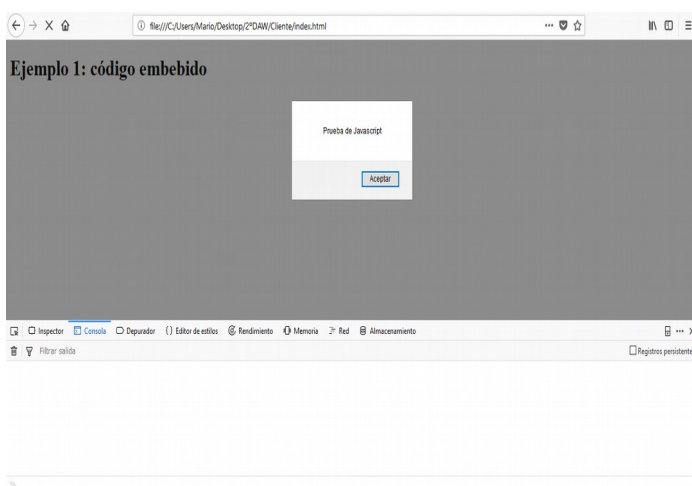 file:///C:/Users/Mario/Desktop/2ºDAW/Cliente/index.html
Ejemplo 1: código embebido
Prueba de Javascript
Aceptar
Inspector Consola Depurador {} Editor de estilos Rendimiento Memoria Red Almacenamiento
Filtrar salida Registros persistente